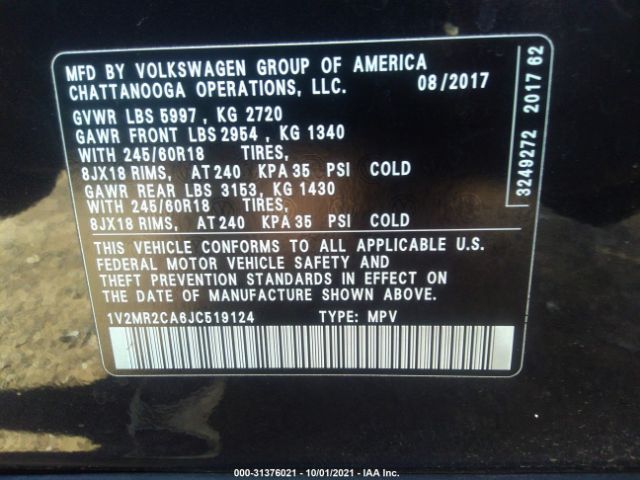 MFD BY VOLKSWAGEN GROUP OF AMERICA
CHATTANOOGA OPERATIONS, LLC. 08/2017
GVWR LBS 5997 , KG 2720
GAWR FRONT LBS 2954 , KG 1340
WITH 245/60R18 TIRES,
8JX18 RIMS, AT 240 KPA 35 PSI COLD
GAWR REAR LBS 3153, KG 1430
WITH 245/60R18 TIRES,
8JX18 RIMS, AT 240 KPA 35 PSI COLD
THIS VEHICLE CONFORMS TO ALL APPLICABLE U.S.
FEDERAL MOTOR VEHICLE SAFETY AND
THEFT PREVENTION STANDARDS IN EFFECT ON
THE DATE OF MANUFACTURE SHOWN ABOVE.
1V2MR2CA6JC519124 TYPE: MPV
3249272 2017 62
000-31376021 - 10/01/2021 - IAA Inc.